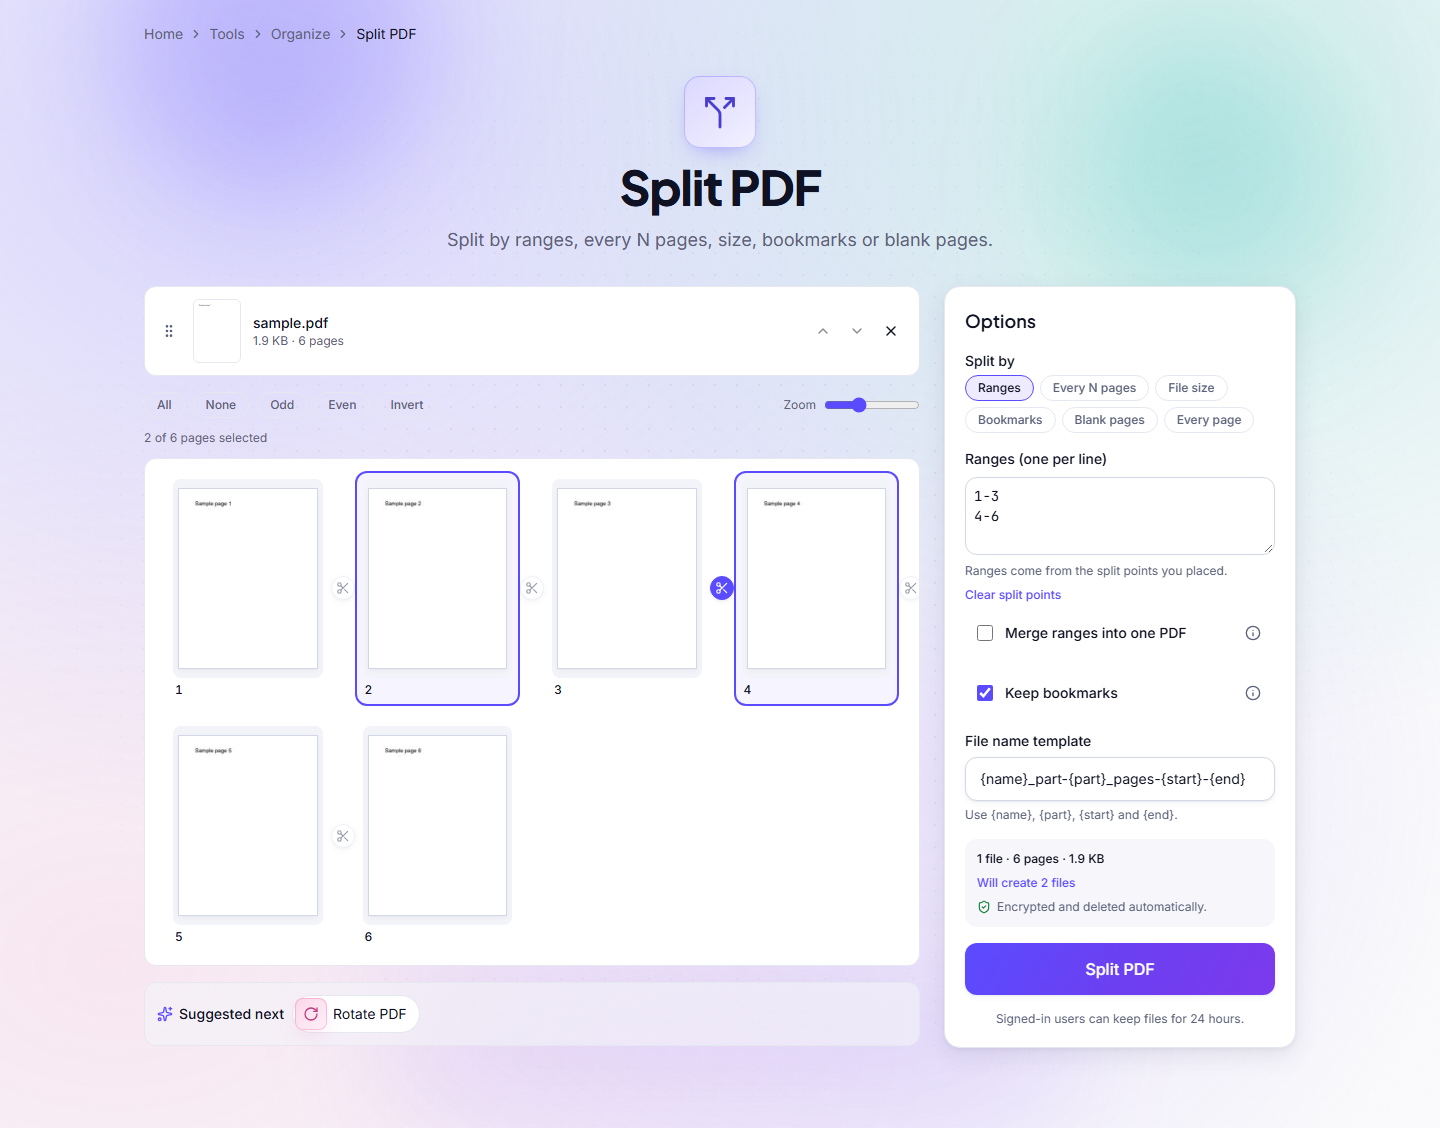 Home > Tools > Organize > Split PDF
Split PDF
Split by ranges, every N pages, size, bookmarks or blank pages.
sample.pdf
1.9 KB · 6 pages
All None Odd Even Invert Zoom
2 of 6 pages selected
Sample page 1 Sample page 2 Sample page 3 Sample page 4
1 2 3 4
Sample page 5 Sample page 6
5 6
Suggested next Rotate PDF
Options
Split by
Ranges Every N pages File size
Bookmarks Blank pages Every page
Ranges (one per line)
1-3
4-6
Ranges come from the split points you placed.
Clear split points
Merge ranges into one PDF
Keep bookmarks
File name template
{name}_part-{part}_pages-{start}-{end}
Use {name}, {part}, {start} and {end}.
1 file · 6 pages · 1.9 KB
Will create 2 files
Encrypted and deleted automatically.
Split PDF
Signed-in users can keep files for 24 hours.